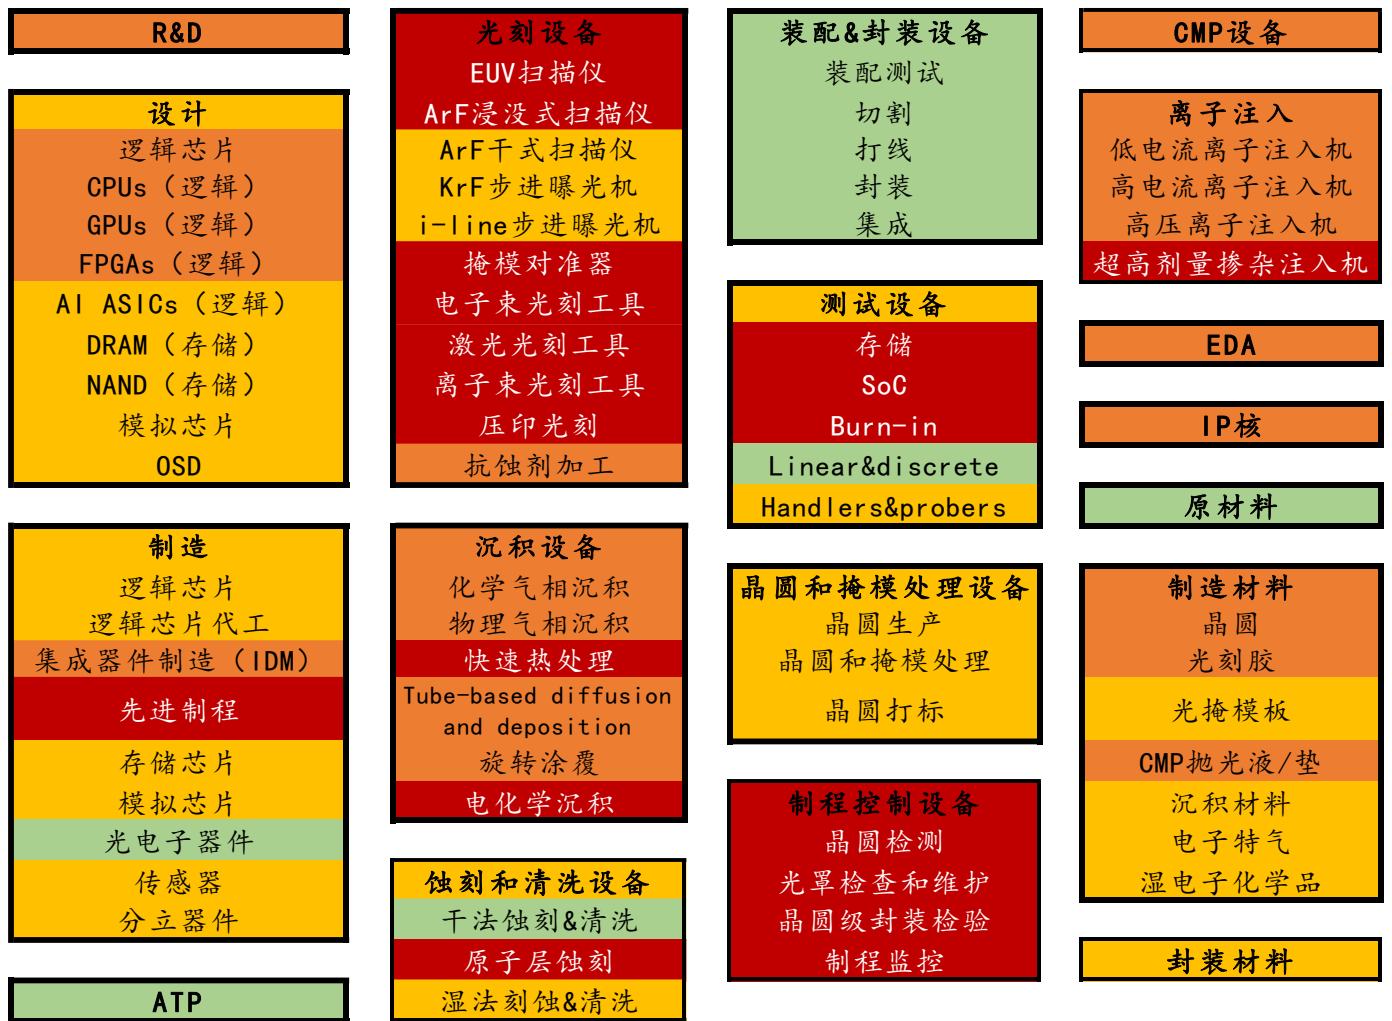 R&D
设计
逻辑芯片
CPUs（逻辑）
GPUs（逻辑）
FPGAs（逻辑）
AI ASICs（逻辑）
DRAM（存储）
NAND（存储）
模拟芯片
OSD
制造
逻辑芯片
逻辑芯片代工
集成器件制造（IDM）
先进制程
存储芯片
模拟芯片
光电子器件
传感器
分立器件
ATP
光刻设备
EUV扫描仪
ArF浸没式扫描仪
ArF干式扫描仪
KrF步进曝光机
i-line步进曝光机
掩模对准器
电子束光刻工具
激光光刻工具
离子束光刻工具
压印光刻
抗蚀剂加工
沉积设备
化学气相沉积
物理气相沉积
快速热处理
Tube-based diffusion
and deposition
旋转涂覆
电化学沉积
蚀刻和清洗设备
干法蚀刻&清洗
原子层蚀刻
湿法刻蚀&清洗
装配&封装设备
装配测试
切割
打线
封装
集成
测试设备
存储
SoC
Burn-in
Linear&discrete
Handlers&probers
晶圆和掩模处理设备
晶圆生产
晶圆和掩模处理
晶圆打标
制程控制设备
晶圆检测
光罩检查和维护
晶圆级封装检验
制程监控
CMP设备
离子注入
低电流离子注入机
高电流离子注入机
高压离子注入机
超高剂量掺杂注入机
EDA
IP核
原材料
制造材料
晶圆
光刻胶
光掩模板
CMP抛光液/垫
沉积材料
电子特气
湿电子化学品
封装材料